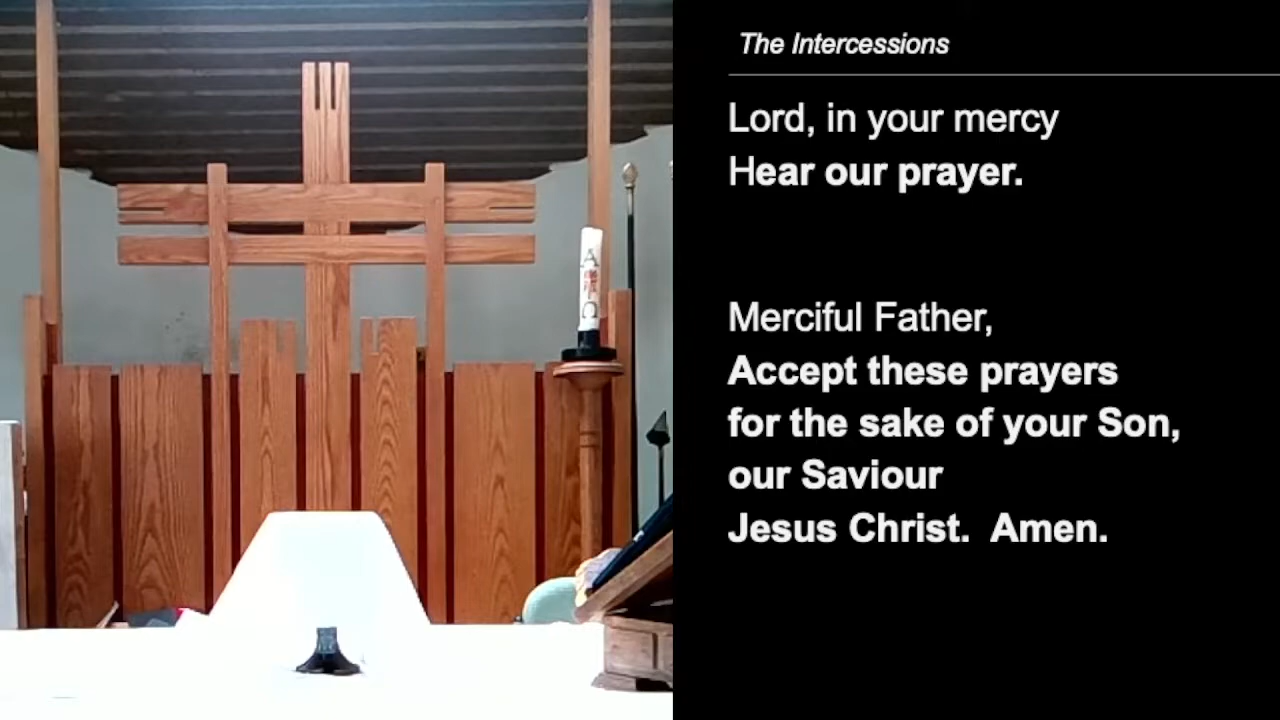 The Intercessions
Lord, in your mercy
Hear our prayer.
Merciful Father,
Accept these prayers
for the sake of your Son,
our Saviour
Jesus Christ.  Amen.
Α
Ω